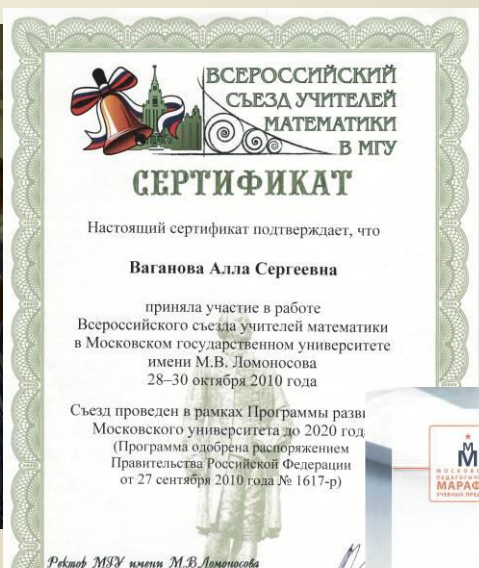 ВСЕРОССИЙСКИЙ
СЪЕЗД УЧИТЕЛЕЙ
МАТЕМАТИКИ
В МГУ
СЕРТИФИКАТ
Настоящий сертификат подтверждает, что
Ваганова Алла Сергеевна
приняла участие в работе
Всероссийского съезда учителей математики
в Московском государственном университете
имени М.В. Ломоносова
28–30 октября 2010 года
Съезд проведен в рамках Программы
Московского университета до 2020
(Программа одобрена распоряжением
Правительства Российской Федерации
от 27 сентября 2010 года № 1617-р)
Ректор МГУ имени М.В.Ломоносова